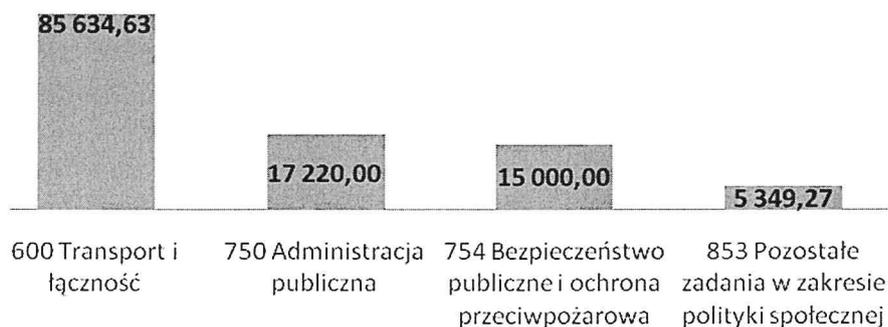 85 634,63
17 220,00
15 000,00
5 349,27
600 Transport i
łączność
750 Administracja
publiczna
754 Bezpieczeństwo
publiczne i ochrona
przeciwpożarowa
853 Pozostałe
zadania w zakresie
polityki społecznej